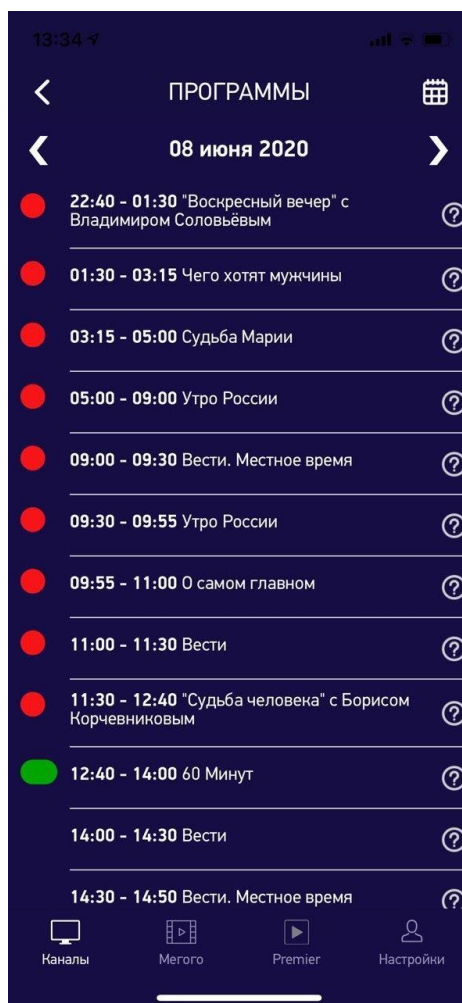 13:34
ПРОГРАММЫ
08 июня 2020
22:40 - 01:30 "Воскресный вечер" с
Владимиром Соловьёвым
01:30 - 03:15 Чего хотят мужчины
03:15 - 05:00 Судьба Марии
05:00 - 09:00 Утро России
09:00 - 09:30 Вести. Местное время
09:30 - 09:55 Утро России
09:55 - 11:00 О самом главном
11:00 - 11:30 Вести
11:30 - 12:40 "Судьба человека" с Борисом
Корчевниковым
12:40 - 14:00 60 Минут
14:00 - 14:30 Вести
14:30 - 14:50 Вести. Местное время
Каналы Мегого Premier Настройки